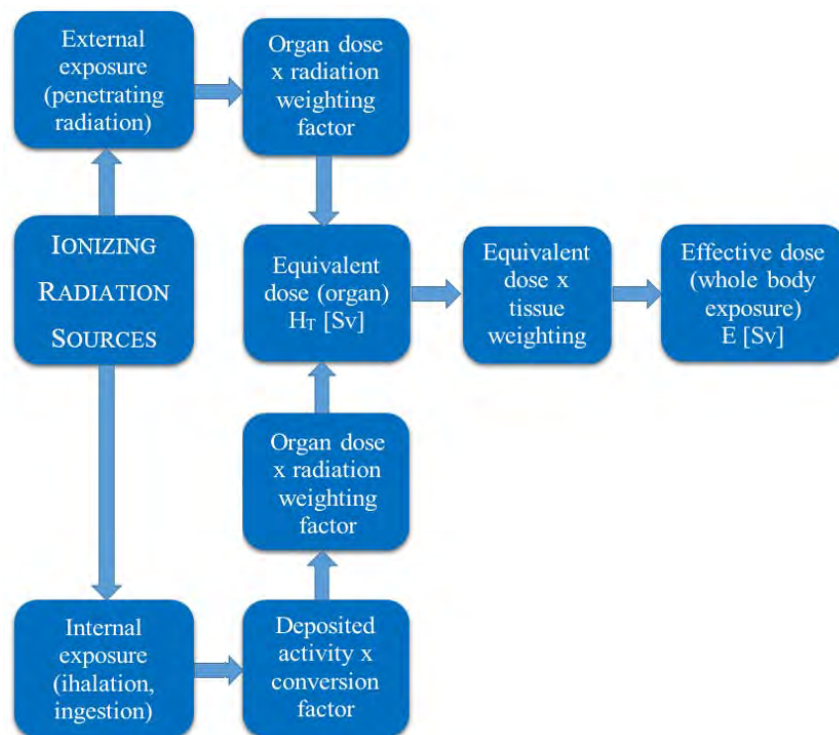 External
exposure
(penetrating
radiation)
Organ dose
x radiation
weighting
factor
IONIZING
RADIATION
SOURCES
Equivalent
dose (organ)
H_T [Sv]
Equivalent
dose x
tissue
weighting
Effective dose
(whole body
exposure)
E [Sv]
Organ dose
x radiation
weighting
factor
Internal
exposure
(ihalation,
ingestion)
Deposited
activity x
conversion
factor